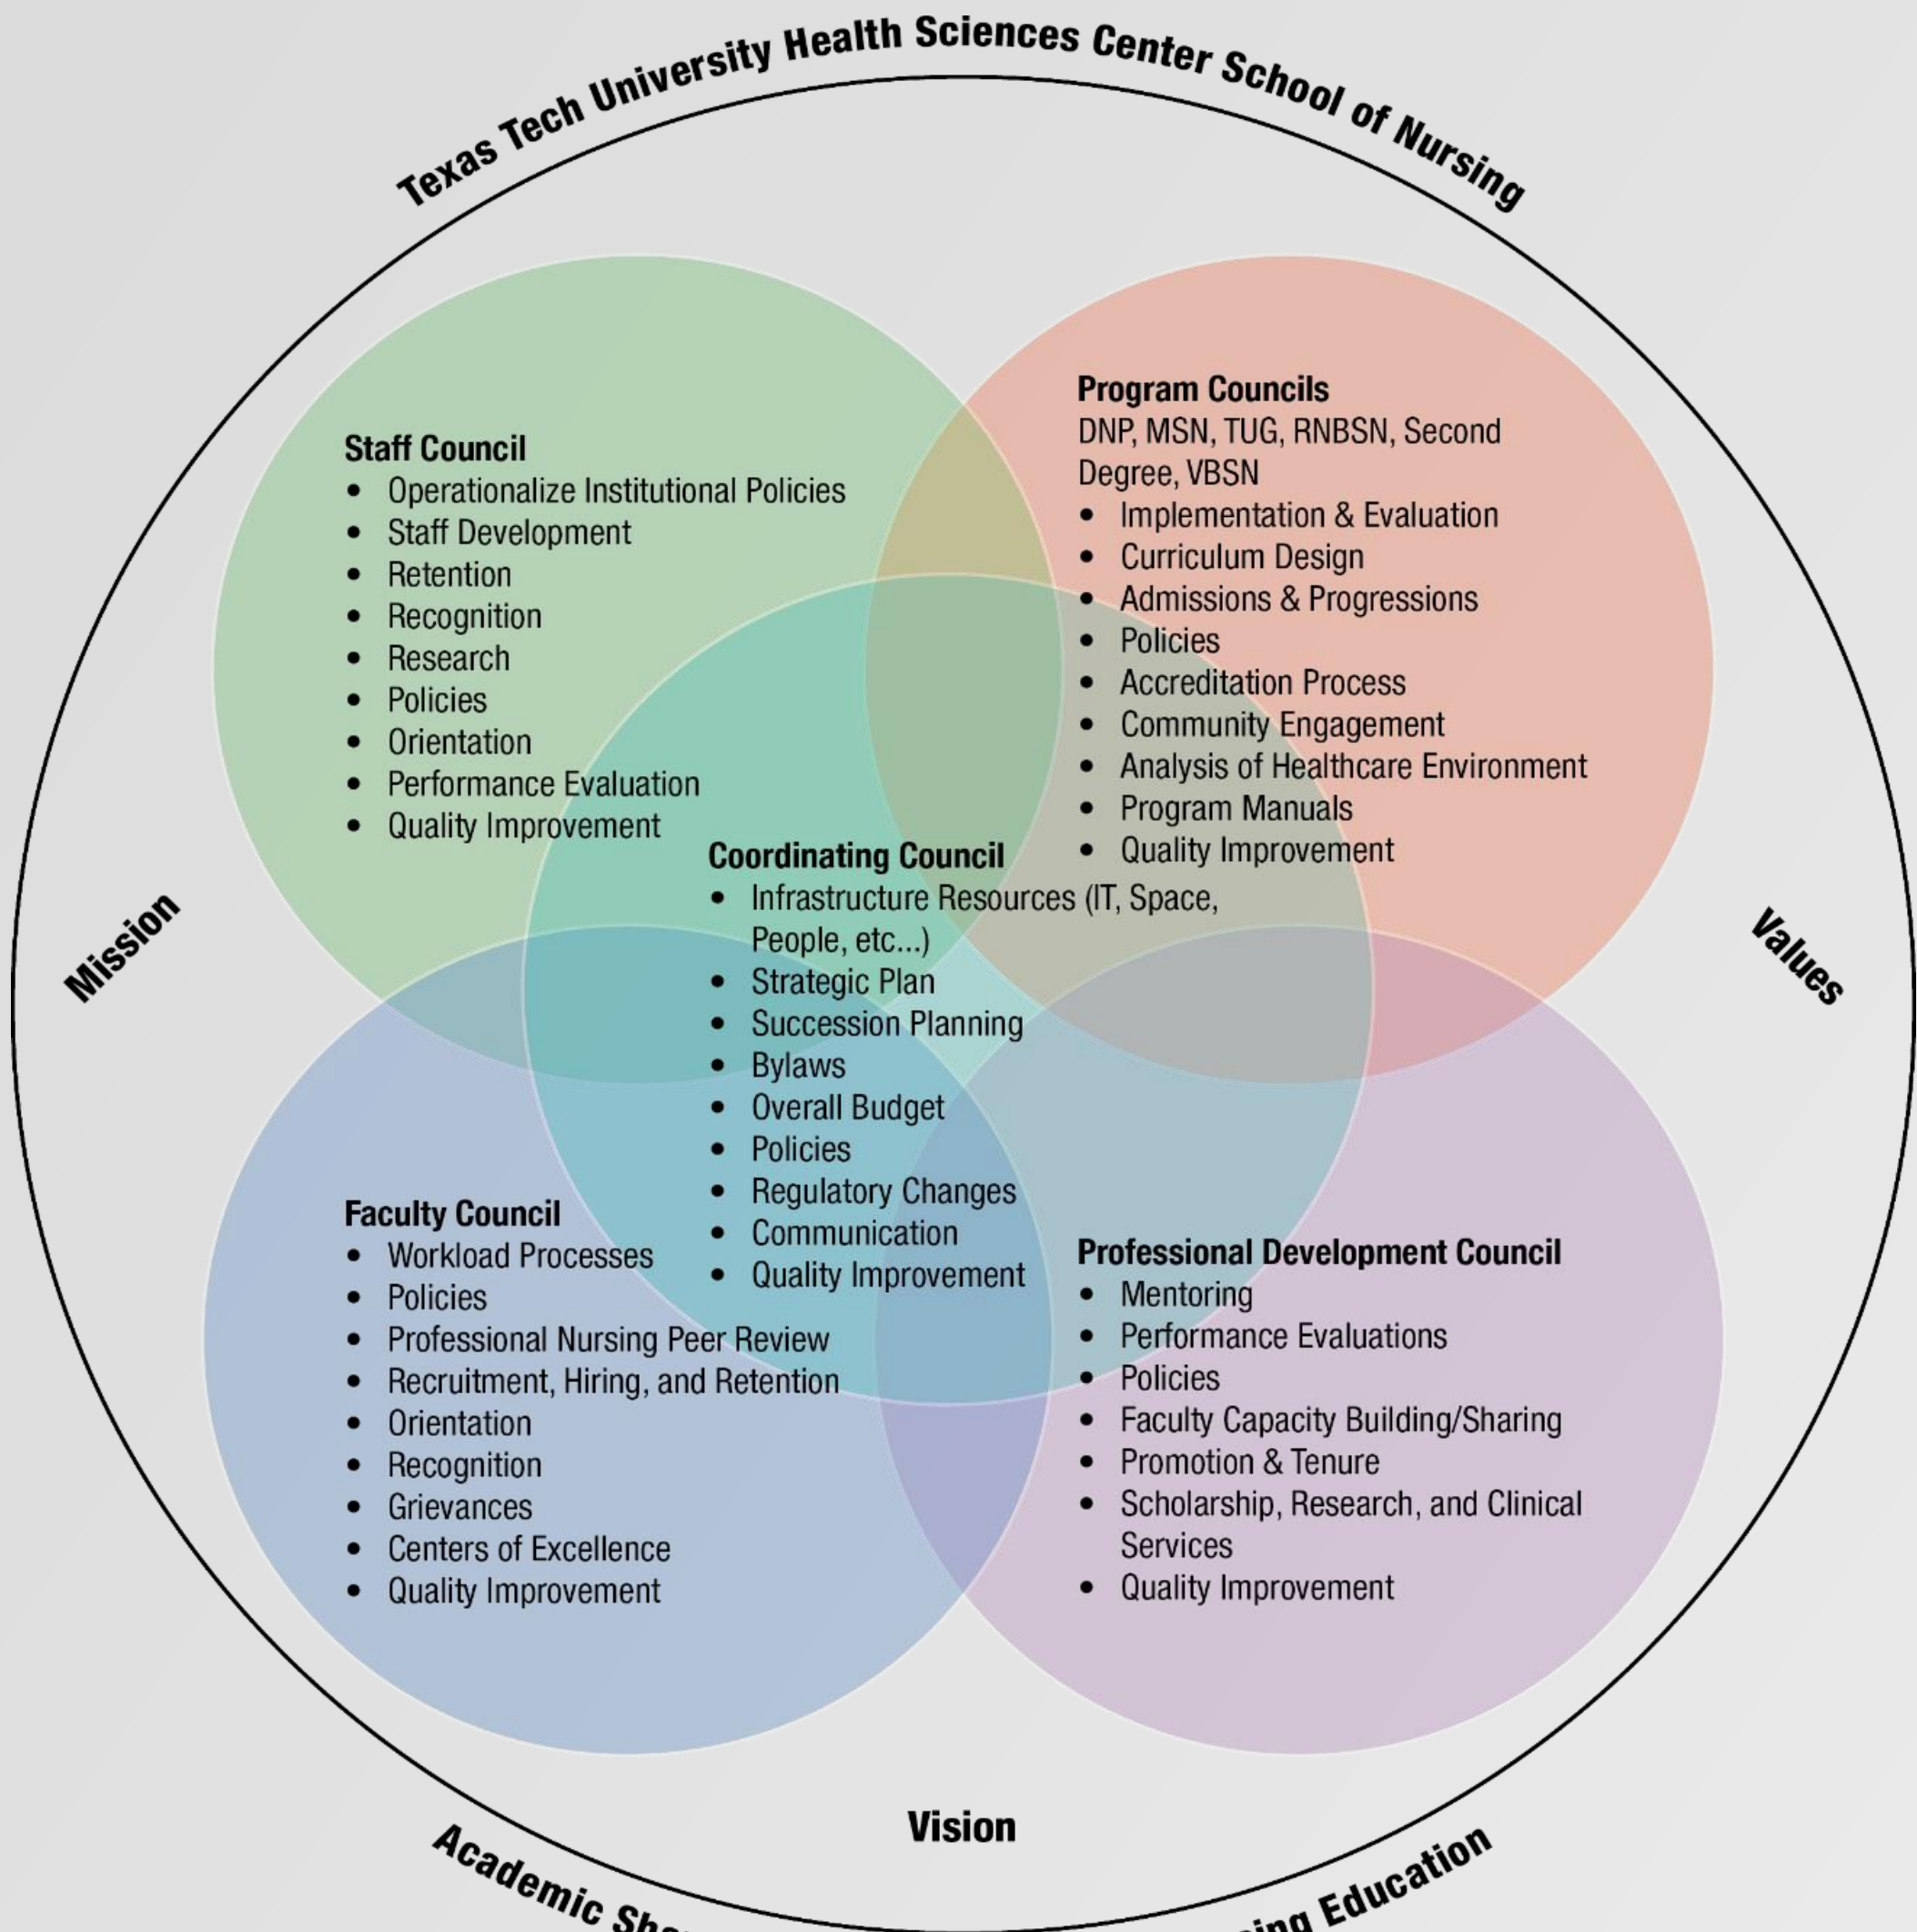 Texas Tech University Health Sciences Center School of Nursing
Staff Council
• Operationalize Institutional Policies
• Staff Development
• Retention
• Recognition
• Research
• Policies
• Orientation
• Performance Evaluation
• Quality Improvement
Program Councils
DNP, MSN, TUG, RNBSN, Second
Degree, VBSN
• Implementation & Evaluation
• Curriculum Design
• Admissions & Progressions
• Policies
• Accreditation Process
• Community Engagement
• Analysis of Healthcare Environment
• Program Manuals
• Quality Improvement
Coordinating Council
• Infrastructure Resources (IT, Space,
People, etc...)
• Strategic Plan
• Succession Planning
• Bylaws
• Overall Budget
• Policies
• Regulatory Changes
• Communication
• Quality Improvement
Mission
Values
Faculty Council
• Workload Processes
• Policies
• Professional Nursing Peer Review
• Recruitment, Hiring, and Retention
• Orientation
• Recognition
• Grievances
• Centers of Excellence
• Quality Improvement
Professional Development Council
• Mentoring
• Performance Evaluations
• Policies
• Faculty Capacity Building/Sharing
• Promotion & Tenure
• Scholarship, Research, and Clinical
Services
• Quality Improvement
Vision
Academic
Education